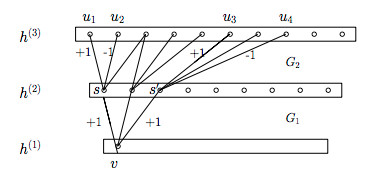 u₁ u₂ u₃ u₄
h⁽³⁾
+1 -1 +1 -1
G₂
h⁽²⁾ s s'
+1 +1 G₁
h⁽¹⁾
v